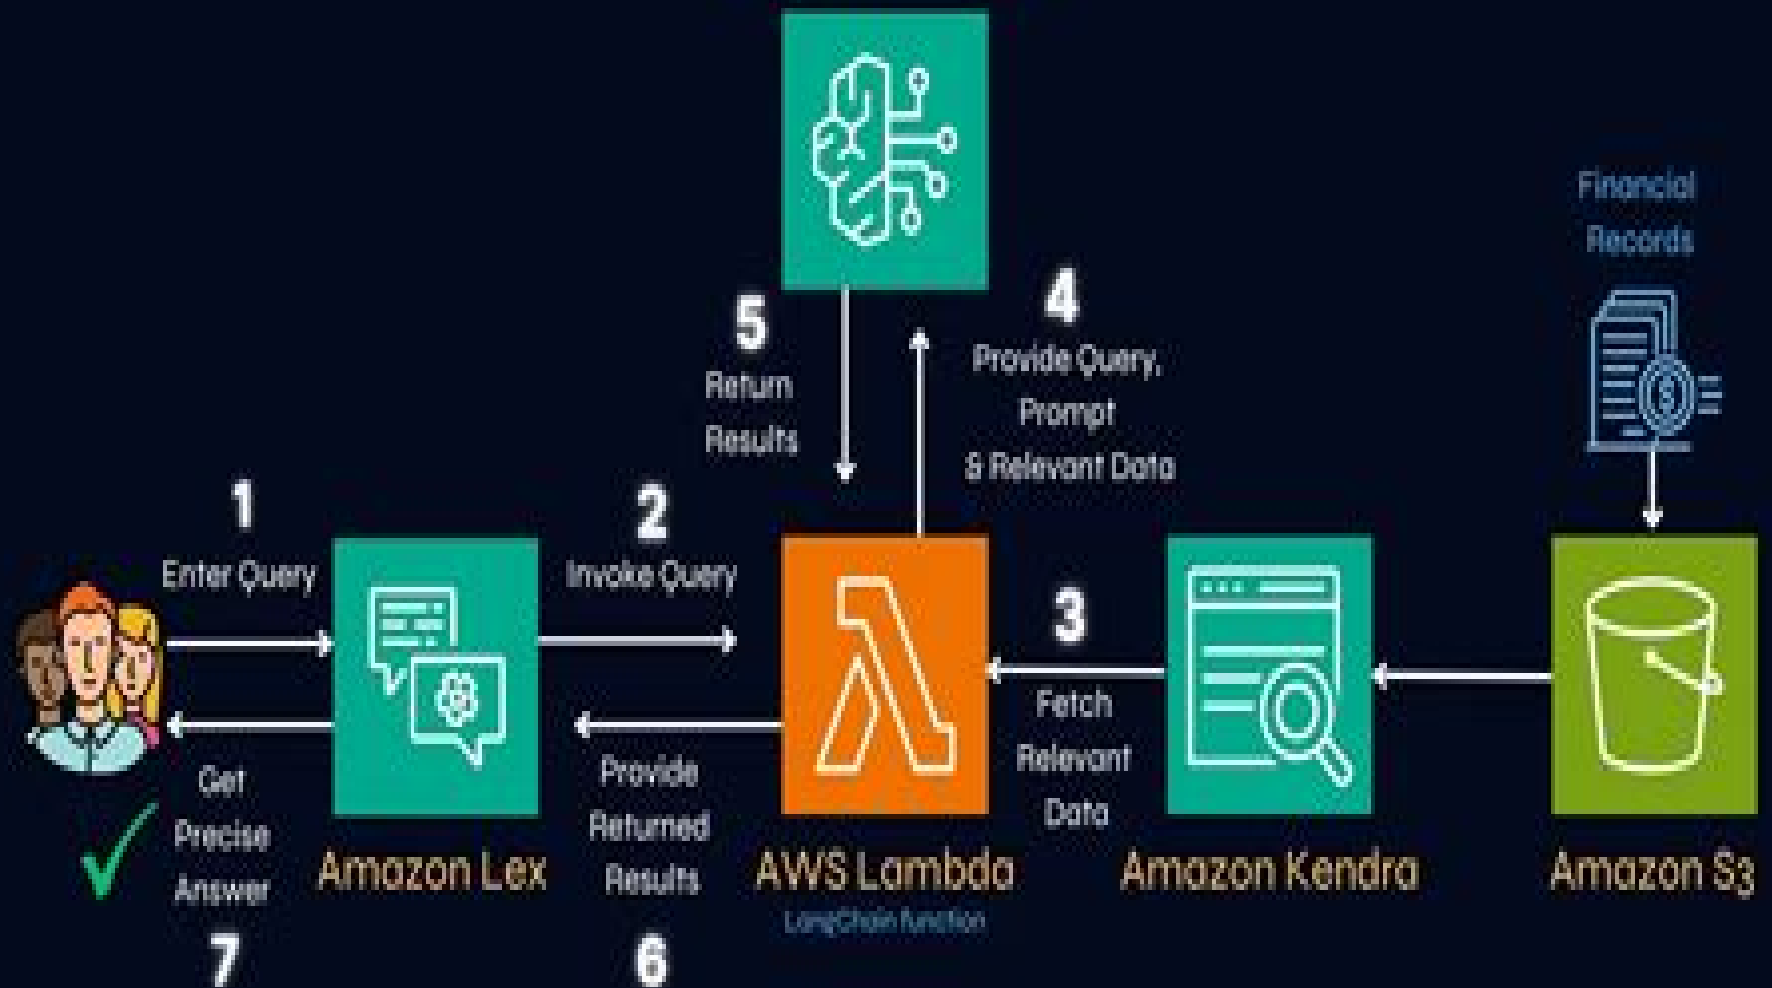 Financial
Records
4
5
Provide Query,
Prompt
& Relevant Data
Return
Results
1
Enter Query
2
Invoke Query
3
Fetch
Relevant
Data
Get
Precise
Answer
7
Provide
Returned
Results
6
Amazon Lex
AWS Lambda
LangChain function
Amazon Kendra
Amazon S3